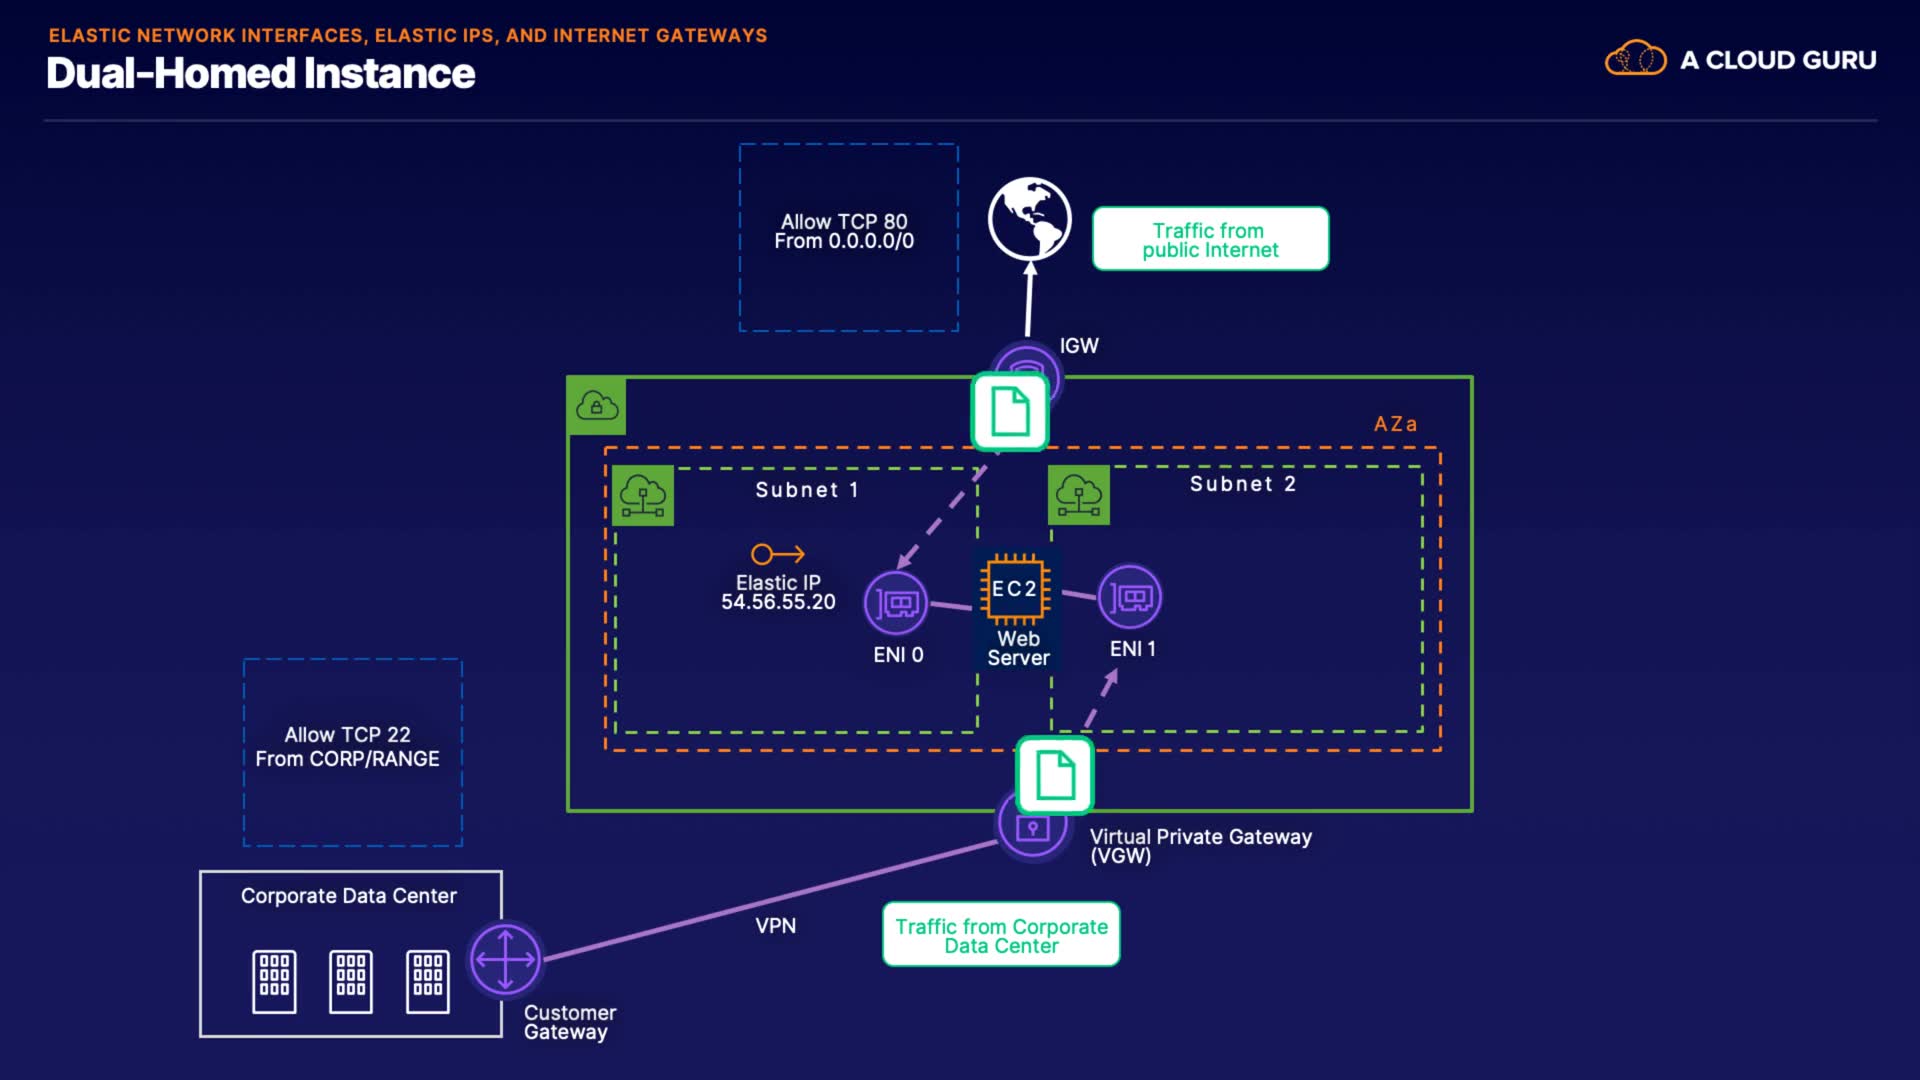 ELASTIC NETWORK INTERFACES, ELASTIC IPS, AND INTERNET GATEWAYS
Dual-Homed Instance
A CLOUD GURU
Allow TCP 80
From 0.0.0.0/0
Traffic from
public Internet
IGW
AZa
Subnet 1
Subnet 2
Elastic IP
54.56.55.20
ENI 0
EC2
Web
Server
ENI 1
Allow TCP 22
From CORP/RANGE
Virtual Private Gateway
(VGW)
Corporate Data Center
VPN
Traffic from Corporate
Data Center
Customer
Gateway